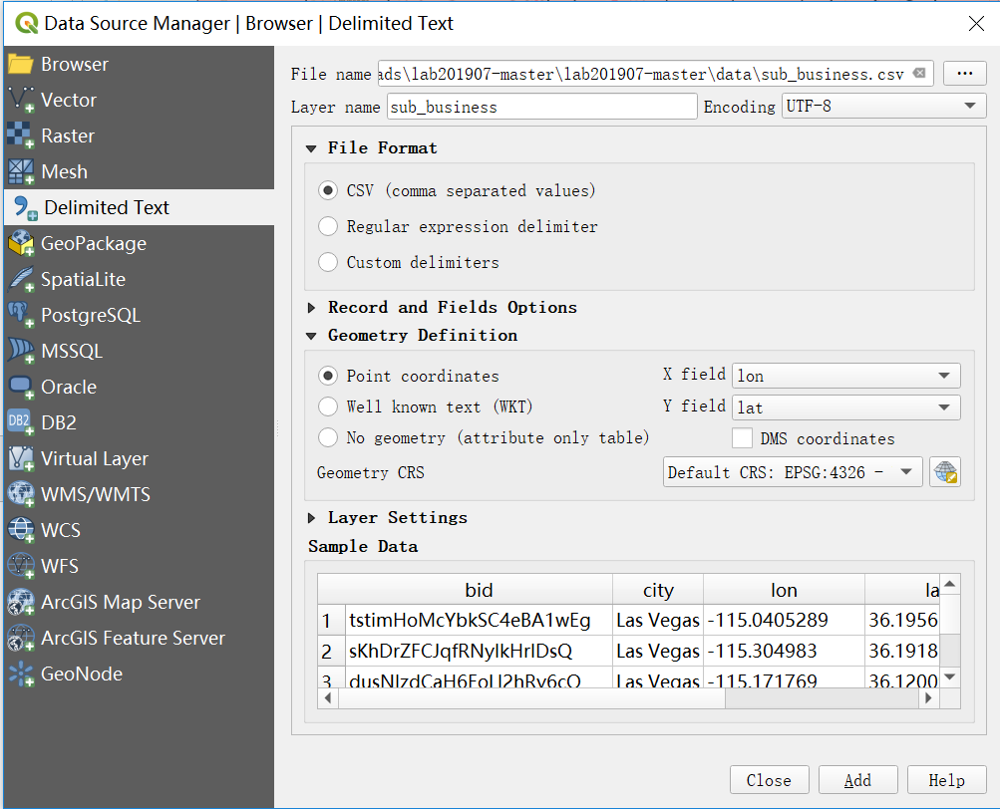 Data Source Manager | Browser | Delimited Text
Browser
Vector
Raster
Mesh
Delimited Text
GeoPackage
SpatiaLite
PostgreSQL
MSSQL
Oracle
DB2
DB2
Virtual Layer
WMS/WMTS
WCS
WFS
ArcGIS Map Server
ArcGIS Feature Server
GeoNode
File name ads\lab201907-master\lab201907-master\data\sub_business.csv ...
Layer name sub_business Encoding UTF-8
File Format
CSV (comma separated values)
Regular expression delimiter
Custom delimiters
Record and Fields Options
Geometry Definition
Point coordinates X field lon
Well known text (WKT) Y field lat
No geometry (attribute only table) DMS coordinates
Geometry CRS Default CRS: EPSG:4326 -
Layer Settings
Sample Data
bid city lon la
1 tstimHoMcYbkSC4eBA1wEg Las Vegas -115.0405289 36.1956
2 Las Vegas -115.304983 36.1918
3 Las Vegas -115.171769 36.1200
Close Add Help